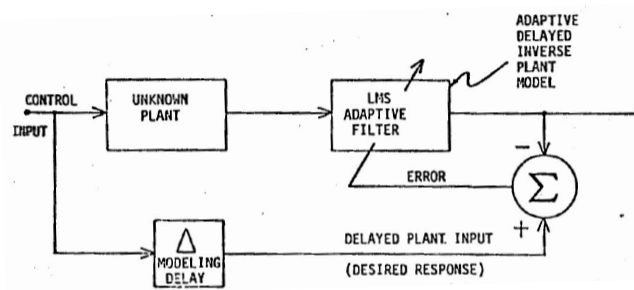 ADAPTIVE
DELAYED
INVERSE
PLANT
MODEL
CONTROL
INPUT
UNKNOWN
PLANT
LMS
ADAPTIVE
FILTER
ERROR
−
Σ
+
Δ
MODELING
DELAY
DELAYED PLANT INPUT
(DESIRED RESPONSE)